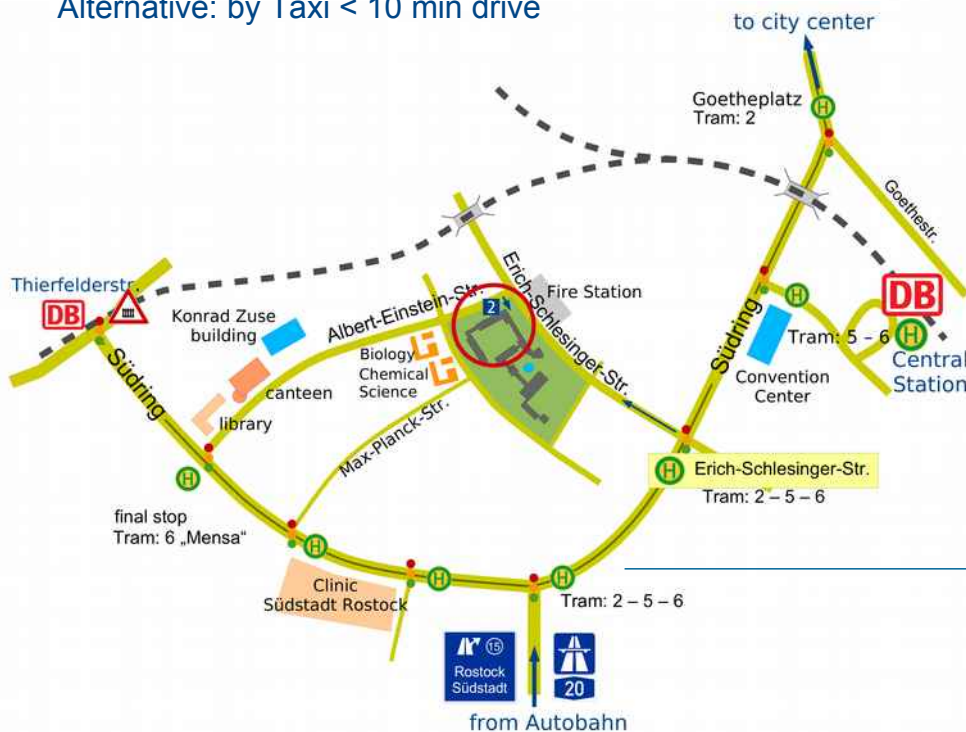 Alternative: by Taxi < 10 min drive
to city center
Goetheplatz
Tram: 2
Goethestr.
Thierfelderstr.
DB
Konrad Zuse
building
Albert-Einstein-Str.
2
Erich-Schlesinger-Str.
Fire Station
DB
H
Tram: 5 – 6
H
Central
Station
Südring
Südring
Biology
Chemical
Science
canteen
library
Max-Planck-Str.
Convention
Center
H
Erich-Schlesinger-Str.
Tram: 2 – 5 – 6
H
H
final stop
Tram: 6 „Mensa“
H
Clinic
Südstadt Rostock
H
H
Tram: 2 – 5 – 6
15
Rostock
Südstadt
20
from Autobahn